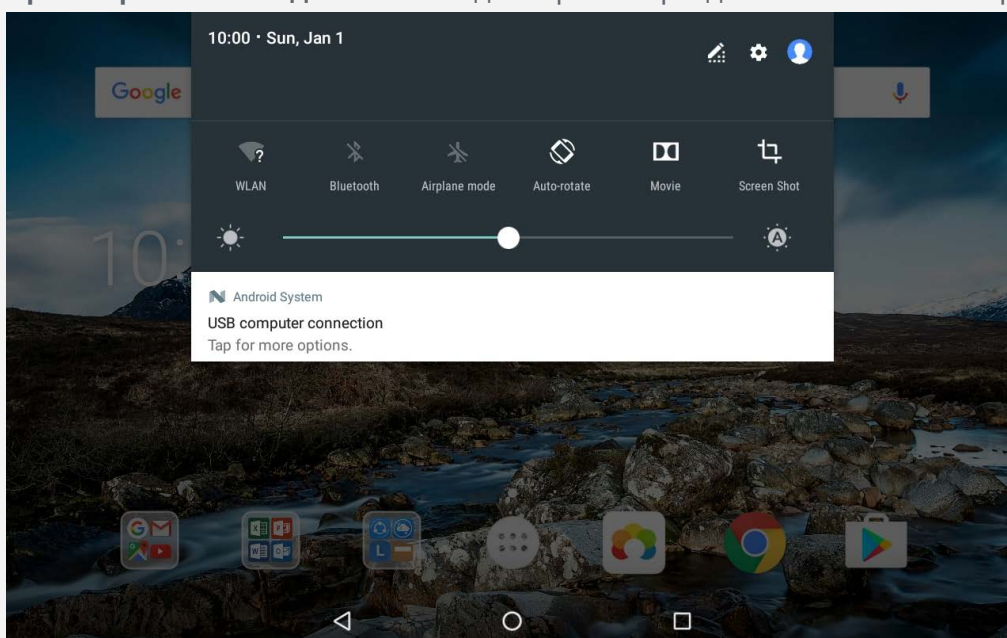 10:00 · Sun, Jan 1
Google
WLAN
Bluetooth
Airplane mode
Auto-rotate
Movie
Screen Shot
A
10:
Android System
USB computer connection
Tap for more options.